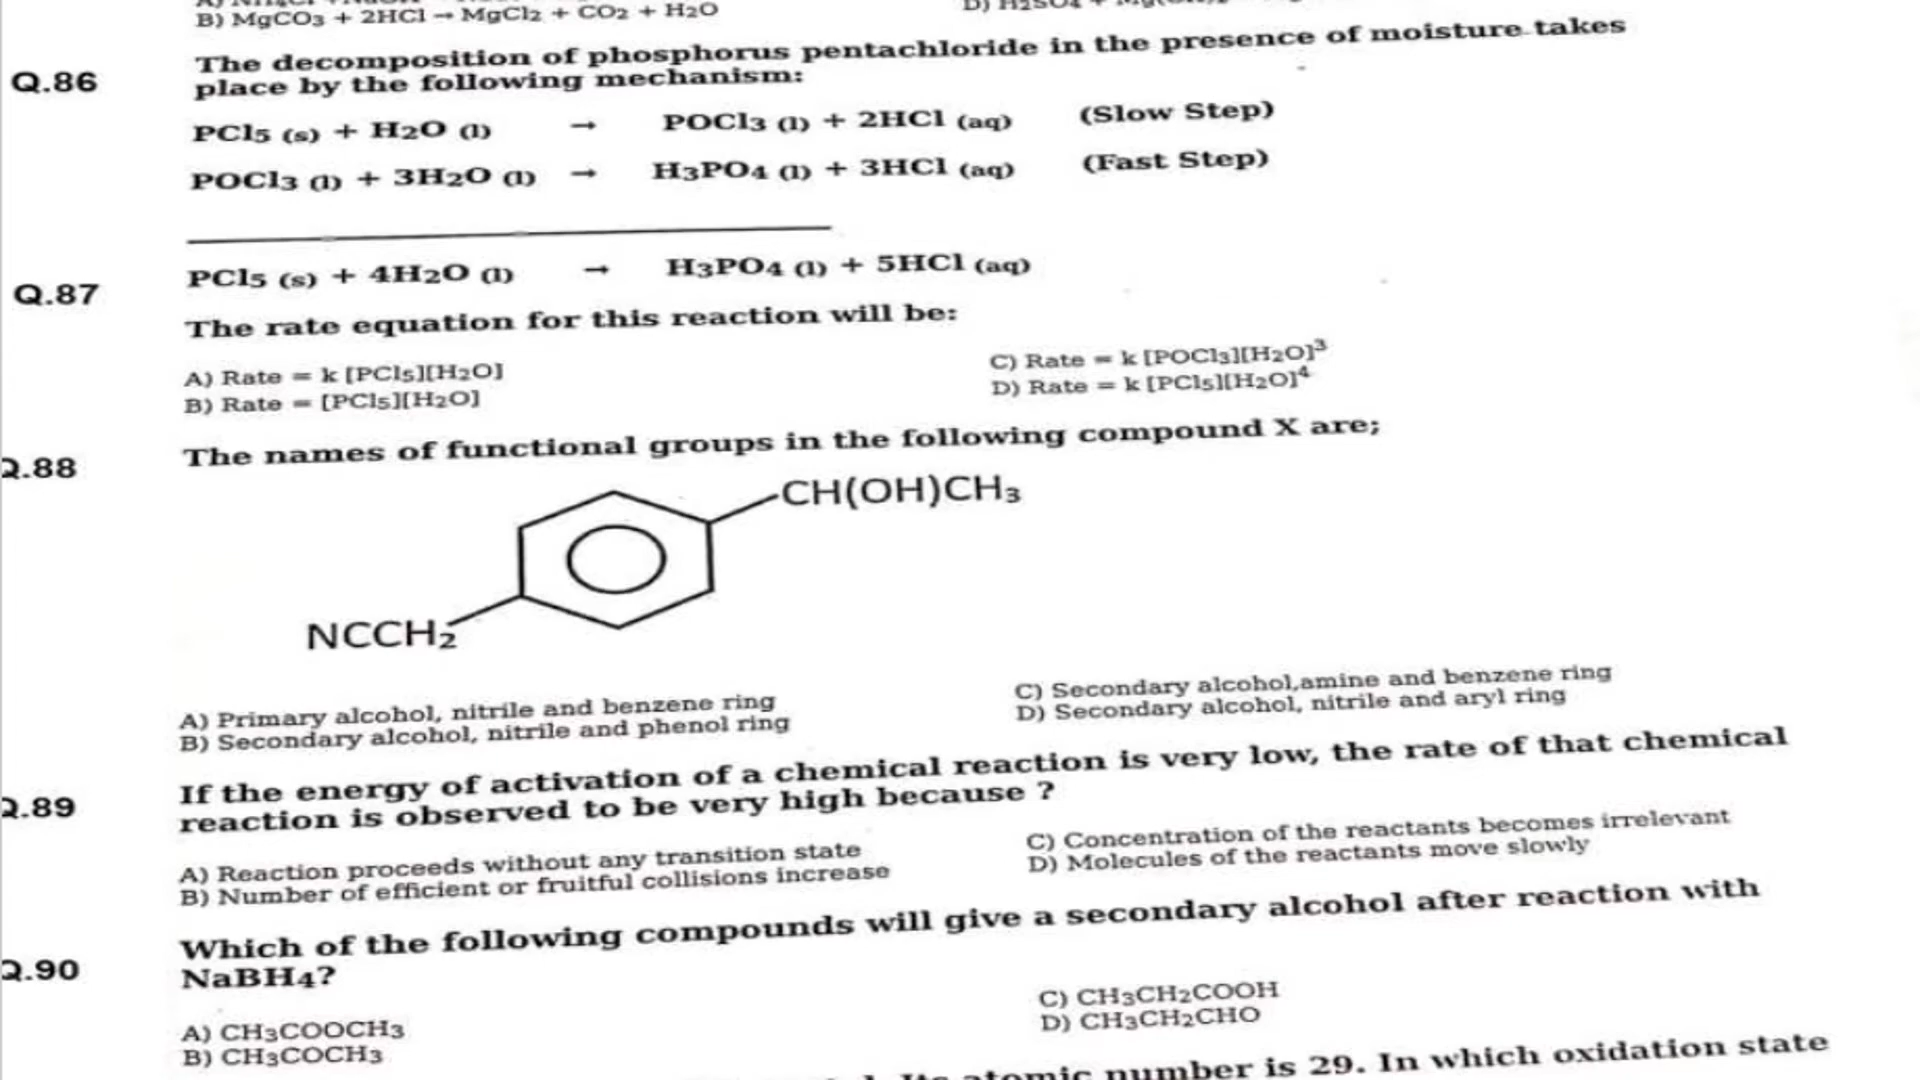 B) MgCO3 + 2HCl → MgCl2 + CO2 + H2O
Q.86 The decomposition of phosphorus pentachloride in the presence of moisture takes
place by the following mechanism:
PCl5 (s) + H2O (l) → POCl3 (l) + 2HCl (aq) (Slow Step)
POCl3 (l) + 3H2O (l) → H3PO4 (l) + 3HCl (aq) (Fast Step)
Q.87 PCl5 (s) + 4H2O (l) → H3PO4 (l) + 5HCl (aq)
The rate equation for this reaction will be:
A) Rate = k [PCl5][H2O]
B) Rate = [PCl5][H2O]
C) Rate = k [POCl3][H2O]³
D) Rate = k [PCl5][H2O]⁴
Q.88 The names of functional groups in the following compound X are;
CH(OH)CH3
NCCH2
A) Primary alcohol, nitrile and benzene ring
B) Secondary alcohol, nitrile and phenol ring
C) Secondary alcohol,amine and benzene ring
D) Secondary alcohol, nitrile and aryl ring
Q.89 If the energy of activation of a chemical reaction is very low, the rate of that chemical
reaction is observed to be very high because ?
A) Reaction proceeds without any transition state
B) Number of efficient or fruitful collisions increase
C) Concentration of the reactants becomes irrelevant
D) Molecules of the reactants move slowly
Q.90 Which of the following compounds will give a secondary alcohol after reaction with
NaBH4?
A) CH3COOCH3
B) CH3COCH3
C) CH3CH2COOH
D) CH3CH2CHO
atomic number is 29. In which oxidation state